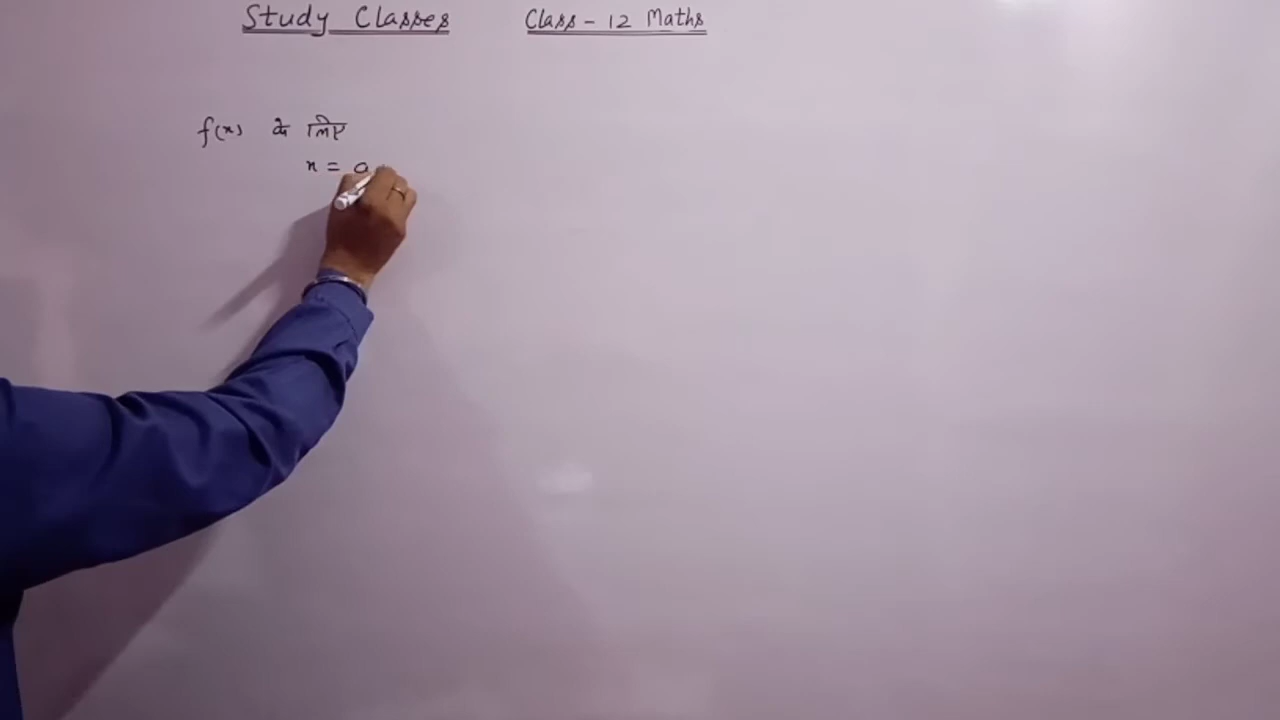 Study Classes Class - 12 Maths
f(x) के लिए
x = a